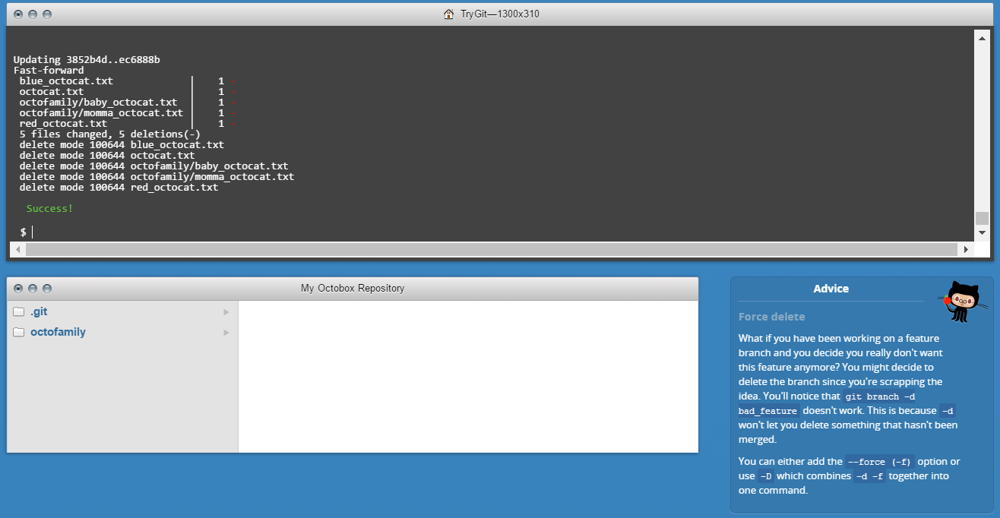 TryGit—1300x310
Updating 3852b4d..ec6888b
Fast-forward
blue_octocat.txt | 1 -
octocat.txt | 1 -
octofamily/baby_octocat.txt | 1 -
octofamily/momma_octocat.txt | 1 -
red_octocat.txt | 1 -
5 files changed, 5 deletions(-)
delete mode 100644 blue_octocat.txt
delete mode 100644 octocat.txt
delete mode 100644 octofamily/baby_octocat.txt
delete mode 100644 octofamily/momma_octocat.txt
delete mode 100644 red_octocat.txt
Success!
$
My Octobox Repository
.git
octofamily
Advice
Force delete
What if you have been working on a feature
branch and you decide you really don't want
this feature anymore? You might decide to
delete the branch since you're scrapping the
idea. You'll notice that git branch -d
bad_feature doesn't work. This is because -d
won't let you delete something that hasn't been
merged.
You can either add the --force (-f) option or
use -D which combines -d -f together into
one command.